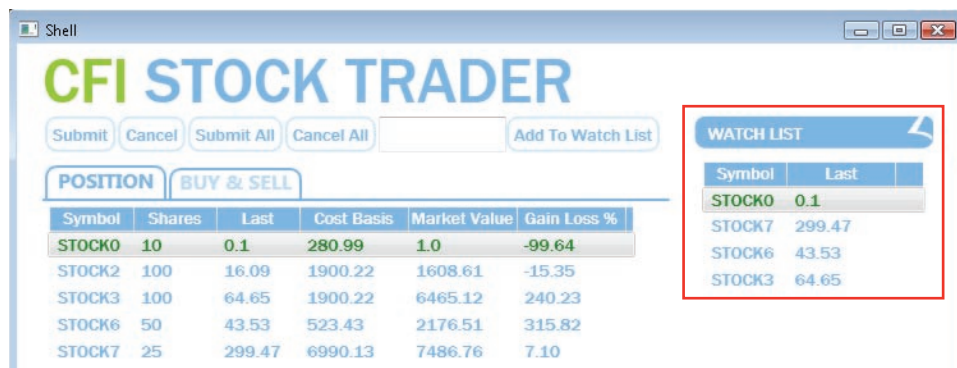 Shell
CFI STOCK TRADER
Submit Cancel Submit All Cancel All Add To Watch List
POSITION BUY & SELL
Symbol Shares Last Cost Basis Market Value Gain Loss %
STOCK0 10 0.1 280.99 1.0 -99.64
STOCK2 100 16.09 1900.22 1608.61 -15.35
STOCK3 100 64.65 1900.22 6465.12 240.23
STOCK6 50 43.53 523.43 2176.51 315.82
STOCK7 25 299.47 6990.13 7486.76 7.10
WATCH LIST
Symbol Last
STOCK0 0.1
STOCK7 299.47
STOCK6 43.53
STOCK3 64.65